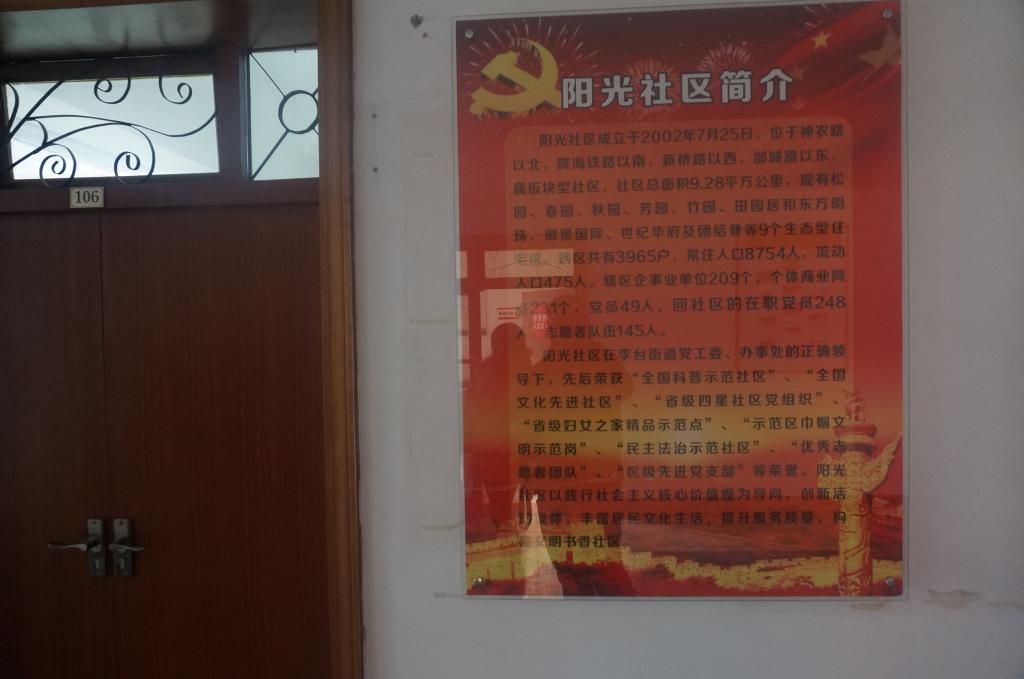 106
阳光社区简介
阳光社区成立于2002年7月25日，位于神农路
以北，陇海铁路以南，新桥路以西，邰城路以东，
属板块型社区，社区总面积9.28平方公里，现有松
园、春园、秋园、芳园、竹园、田园居和东方明
珠、御景国际、世纪华府及团结巷等9个生态型住
宅区。辖区共有3965户，常住人口8754人，流动
人口475人，辖区企事业单位209个，个体商业网
点231个，党员49人，回社区的在职党员248
人，志愿者队伍145人。
阳光社区在李台街道党工委、办事处的正确领
导下，先后荣获“全国科普示范社区”、“全国
文化先进社区”、“省级四星社区党组织”、
“省级妇女之家精品示范点”、“示范区巾帼文
明示范岗”、“民主法治示范社区”、“优秀志
愿者团队”、“区级先进党支部”等荣誉。阳光
社区以践行社会主义核心价值观为导向，创新活
动载体，丰富居民文化生活，提升服务质量，构
建文明书香社区